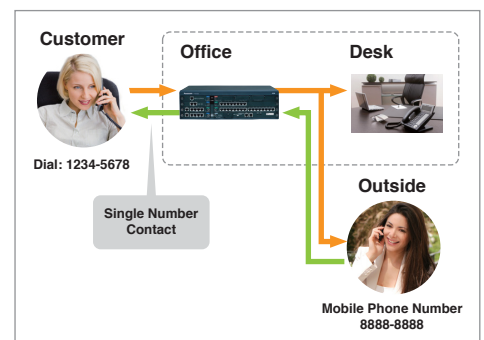 Customer
Office
Desk
Dial: 1234-5678
Single Number
Contact
Outside
Mobile Phone Number
8888-8888